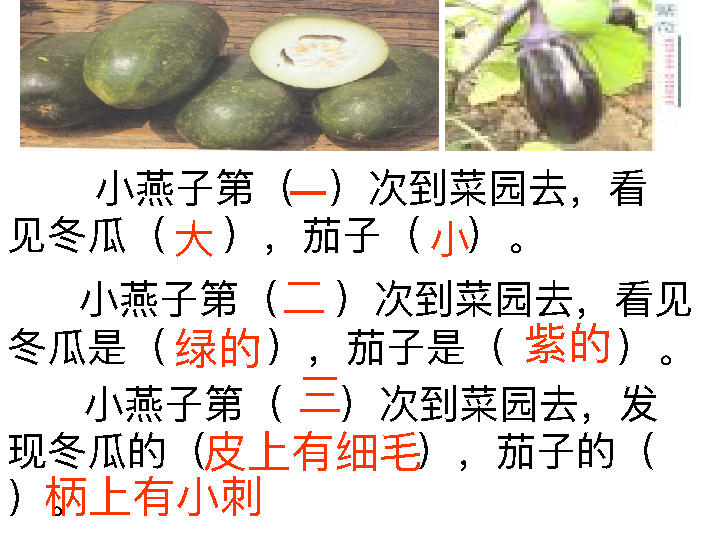 小燕子第（一）次到菜园去，看
见冬瓜（大），茄子（小）。
小燕子第（二）次到菜园去，看见
冬瓜是（绿的），茄子是（紫的）。
小燕子第（三）次到菜园去，发
现冬瓜的（皮上有细毛），茄子的（
柄上有小刺）。